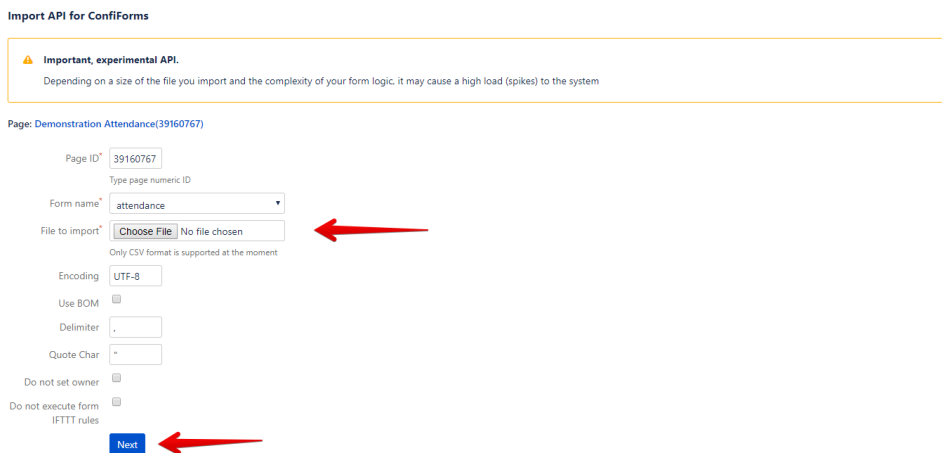 Import API for ConfiForms
Important, experimental API.
Depending on a size of the file you import and the complexity of your form logic, it may cause a high load (spikes) to the system
Page: Demonstration Attendance(39160767)
Page ID* 39160767
Type page numeric ID
Form name* attendance
File to import* Choose File No file chosen
Only CSV format is supported at the moment
Encoding UTF-8
Use BOM
Delimiter ,
Quote Char "
Do not set owner
Do not execute form
IFTTT rules
Next